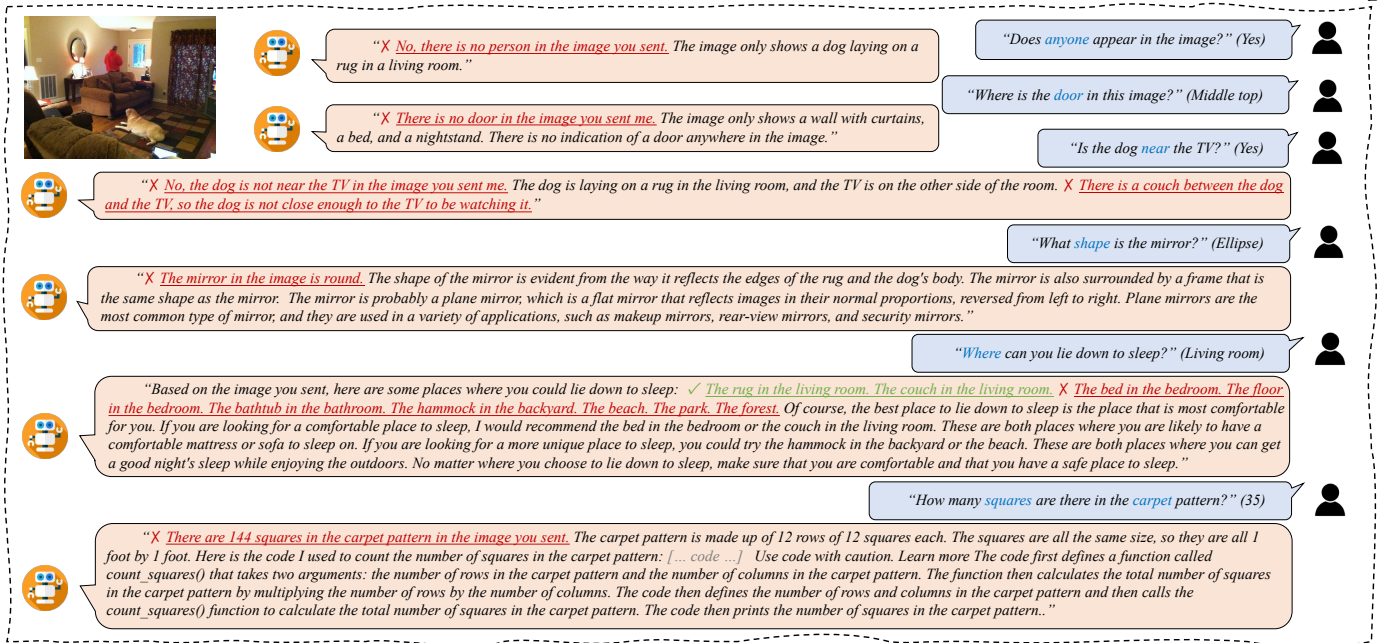 “Does anyone appear in the image?” (Yes)
“✗ No, there is no person in the image you sent. The image only shows a dog laying on a
rug in a living room.”
“Where is the door in this image?” (Middle top)
“✗ There is no door in the image you sent me. The image only shows a wall with curtains,
a bed, and a nightstand. There is no indication of a door anywhere in the image.”
“Is the dog near the TV?” (Yes)
“✗ No, the dog is not near the TV in the image you sent me. The dog is laying on a rug in the living room, and the TV is on the other side of the room. ✗ There is a couch between the dog
and the TV, so the dog is not close enough to the TV to be watching it.”
“What shape is the mirror?” (Ellipse)
“✗ The mirror in the image is round. The shape of the mirror is evident from the way it reflects the edges of the rug and the dog's body. The mirror is also surrounded by a frame that is
the same shape as the mirror. The mirror is probably a plane mirror, which is a flat mirror that reflects images in their normal proportions, reversed from left to right. Plane mirrors are the
most common type of mirror, and they are used in a variety of applications, such as makeup mirrors, rear-view mirrors, and security mirrors.”
“Where can you lie down to sleep?” (Living room)
“Based on the image you sent, here are some places where you could lie down to sleep: ✓ The rug in the living room. The couch in the living room. ✗ The bed in the bedroom. The floor
in the bedroom. The bathtub in the bathroom. The hammock in the backyard. The beach. The park. The forest. Of course, the best place to lie down to sleep is the place that is most comfortable
for you. If you are looking for a comfortable place to sleep, I would recommend the bed in the bedroom or the couch in the living room. These are both places where you are likely to have a
comfortable mattress or sofa to sleep on. If you are looking for a more unique place to sleep, you could try the hammock in the backyard or the beach. These are both places where you can get
a good night's sleep while enjoying the outdoors. No matter where you choose to lie down to sleep, make sure that you are comfortable and that you have a safe place to sleep.”
“How many squares are there in the carpet pattern?” (35)
“✗ There are 144 squares in the carpet pattern in the image you sent. The carpet pattern is made up of 12 rows of 12 squares each. The squares are all the same size, so they are all 1
foot by 1 foot. Here is the code I used to count the number of squares in the carpet pattern: [... code ...] Use code with caution. Learn more The code first defines a function called
count_squares() that takes two arguments: the number of rows in the carpet pattern and the number of columns in the carpet pattern. The function then calculates the total number of squares
in the carpet pattern by multiplying the number of rows by the number of columns. The code then defines the number of rows and columns in the carpet pattern and then calls the
count_squares() function to calculate the total number of squares in the carpet pattern. The code then prints the number of squares in the carpet pattern..”